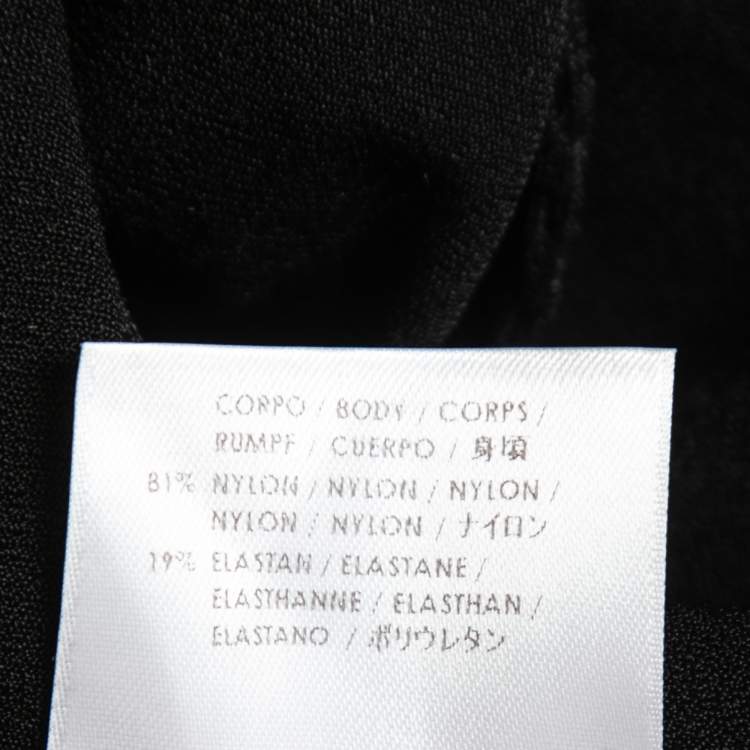 CORPO / BODY / CORPS /
RUMPF / CUERPO / 身頃
81% NYLON / NYLON / NYLON /
NYLON / NYLON / ナイロン
19% ELASTAN / ELASTANE /
ELASTHANNE / ELASTHAN /
ELASTANO / ポリウレタン